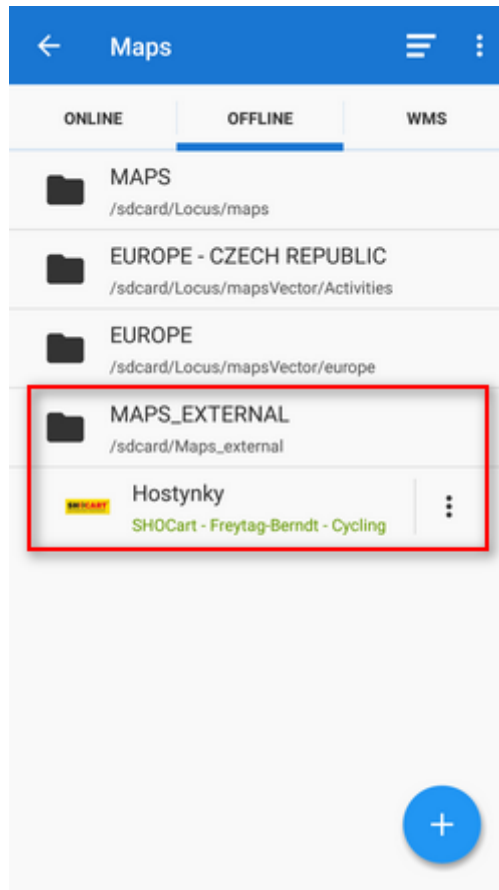 Maps
ONLINE OFFLINE WMS
MAPS
/sdcard/Locus/maps
EUROPE - CZECH REPUBLIC
/sdcard/Locus/mapsVector/Activities
EUROPE
/sdcard/Locus/mapsVector/europe
MAPS_EXTERNAL
/sdcard/Maps_external
SHOCART
Hostynky
SHOCart - Freytag-Berndt - Cycling